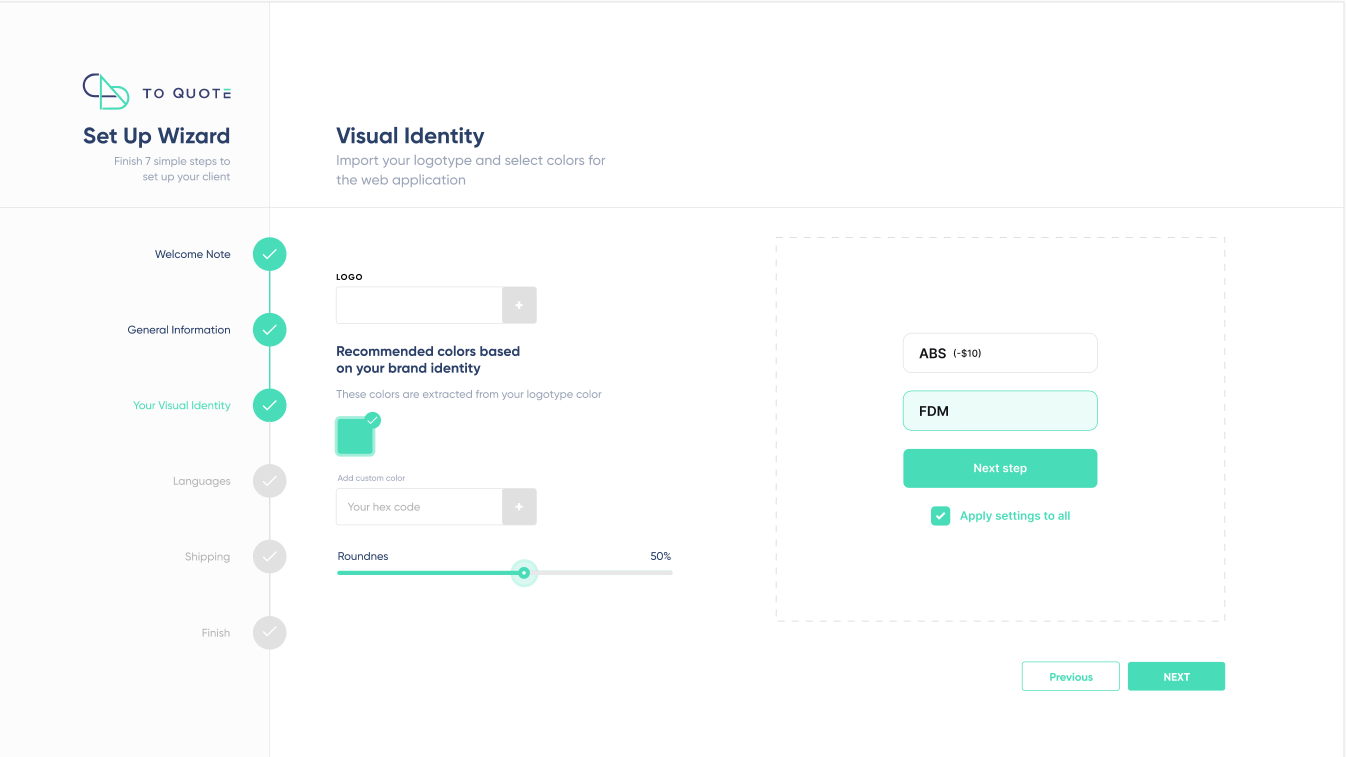 TO QUOTE
Set Up Wizard
Finish 7 simple steps to
set up your client
Visual Identity
Import your logotype and select colors for
the web application
Welcome Note
General Information
Your Visual Identity
Languages
Shipping
Finish
LOGO
+
Recommended colors based
on your brand identity
These colors are extracted from your logotype color
Add custom color
Your hex code
+
Roundnes 50%
ABS (-$10)
FDM
Next step
Apply settings to all
Previous
NEXT